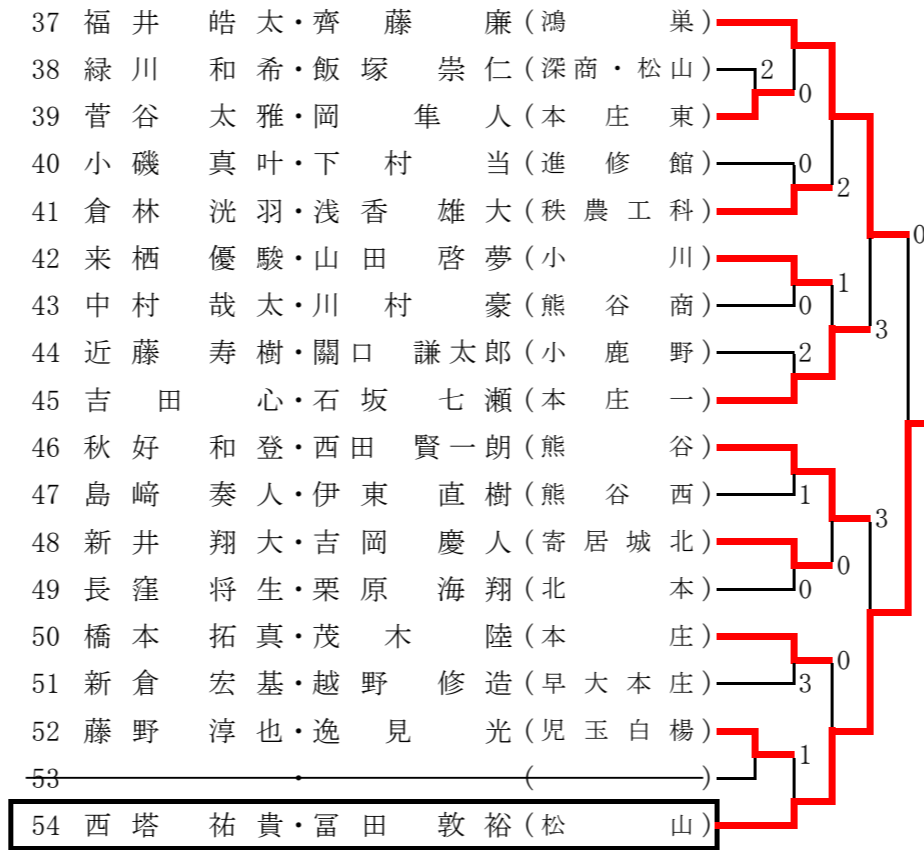 37 福井 皓太・齊藤 廉(鴻巣)
38 緑川 和希・飯塚 崇仁(深商・松山) 2
0
39 菅谷 太雅・岡 隼人(本庄東)
40 小磯 真叶・下村 当(進修館) 0
2
41 倉林 洸羽・浅香 雄大(秩農工科)
0
42 来栖 優駿・山田 啓夢(小川)
1
43 中村 哉太・川村 豪(熊谷商) 0
3
44 近藤 寿樹・關口 謙太郎(小鹿野) 2
45 吉田 心・石坂 七瀬(本庄一)
46 秋好 和登・西田 賢一朗(熊谷)
47 島﨑 奏人・伊東 直樹(熊谷西) 1
3
48 新井 翔大・吉岡 慶人(寄居城北)
0
49 長窪 将生・栗原 海翔(北本) 0
50 橋本 拓真・茂木 陸(本庄)
0
51 新倉 宏基・越野 修造(早大本庄) 3
52 藤野 淳也・逸見 光(児玉白楊)
1
53 ・ ( )
54 西塔 祐貴・冨田 敦裕(松山)